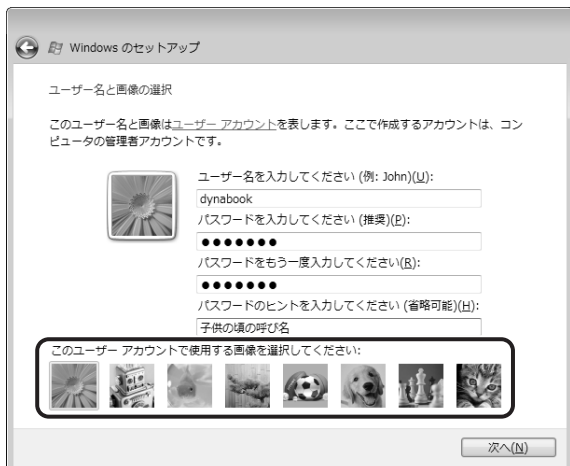 Windows のセットアップ
ユーザー名と画像の選択
このユーザー名と画像はユーザー アカウントを表します。ここで作成するアカウントは、コン
ピュータの管理者アカウントです。
ユーザー名を入力してください (例: John)(U):
dynabook
パスワードを入力してください (推奨)(P):
●●●●●●●
パスワードをもう一度入力してください(R):
●●●●●●●
パスワードのヒントを入力してください (省略可能)(H):
子供の頃の呼び名
このユーザー アカウントで使用する画像を選択してください:
次へ(N)